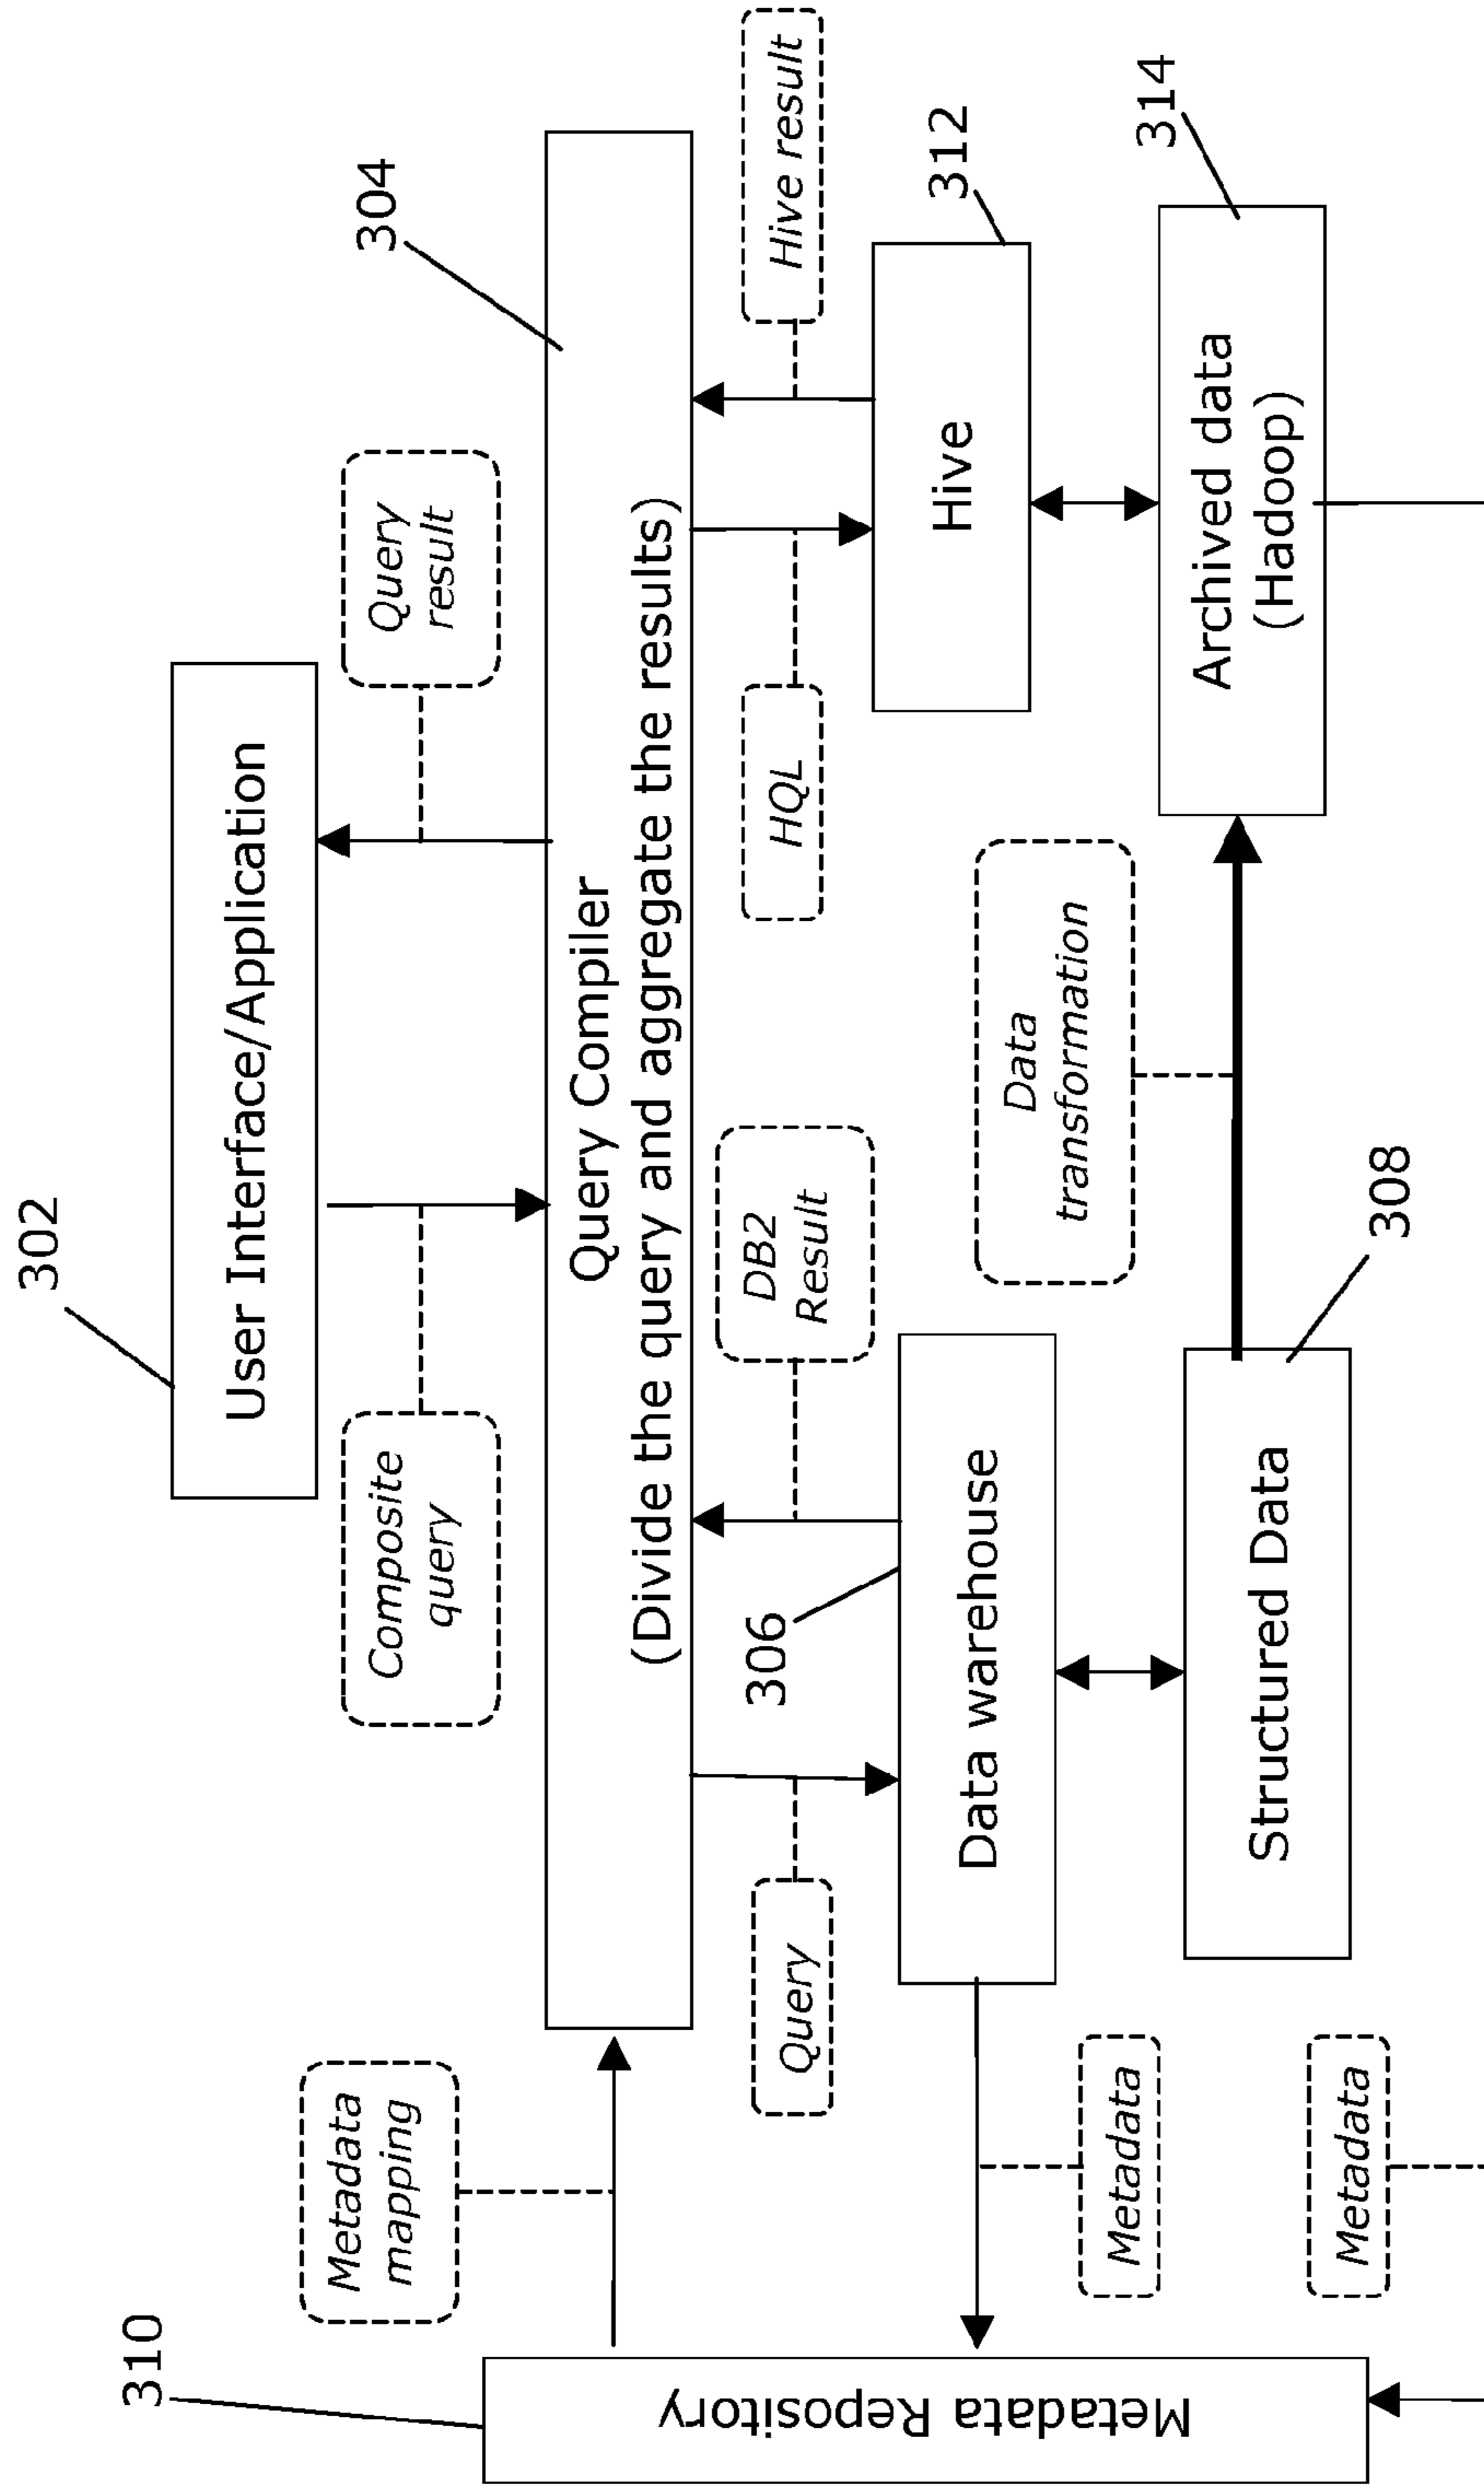 302
User Interface/Application
Composite
query
Query
result
304
310
Metadata
mapping
Query Compiler
(Divide the query and aggregate the results)
Metadata Repository
Query
306
DB2
Result
HQL
Hive result
Data warehouse
Hive
312
Metadata
Data
transformation
Structured Data
308
Archived data
(Hadoop)
314
Metadata